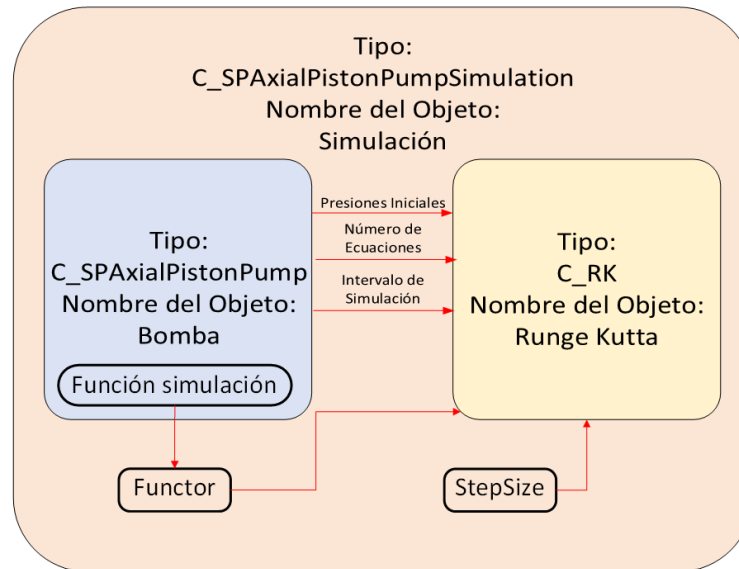 Tipo:
C_SPAxialPistonPumpSimulation
Nombre del Objeto:
Simulación
Tipo:
C_SPAxialPistonPump
Nombre del Objeto:
Bomba
Función simulación
Presiones Iniciales
Número de
Ecuaciones
Intervalo de
Simulación
Tipo:
C_RK
Nombre del Objeto:
Runge Kutta
Functor
StepSize